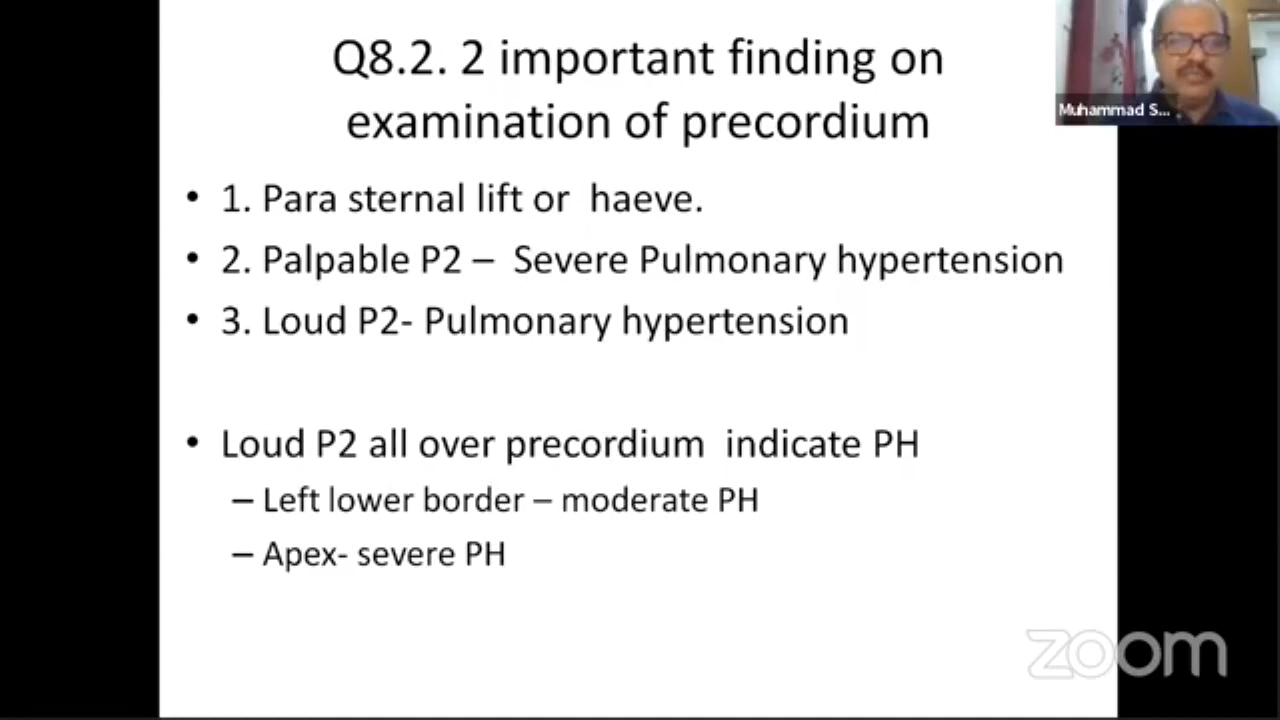 Q8.2. 2 important finding on
examination of precordium
• 1. Para sternal lift or haeve.
• 2. Palpable P2 – Severe Pulmonary hypertension
• 3. Loud P2- Pulmonary hypertension
• Loud P2 all over precordium indicate PH
– Left lower border – moderate PH
– Apex- severe PH
Muhammad S...
zoom